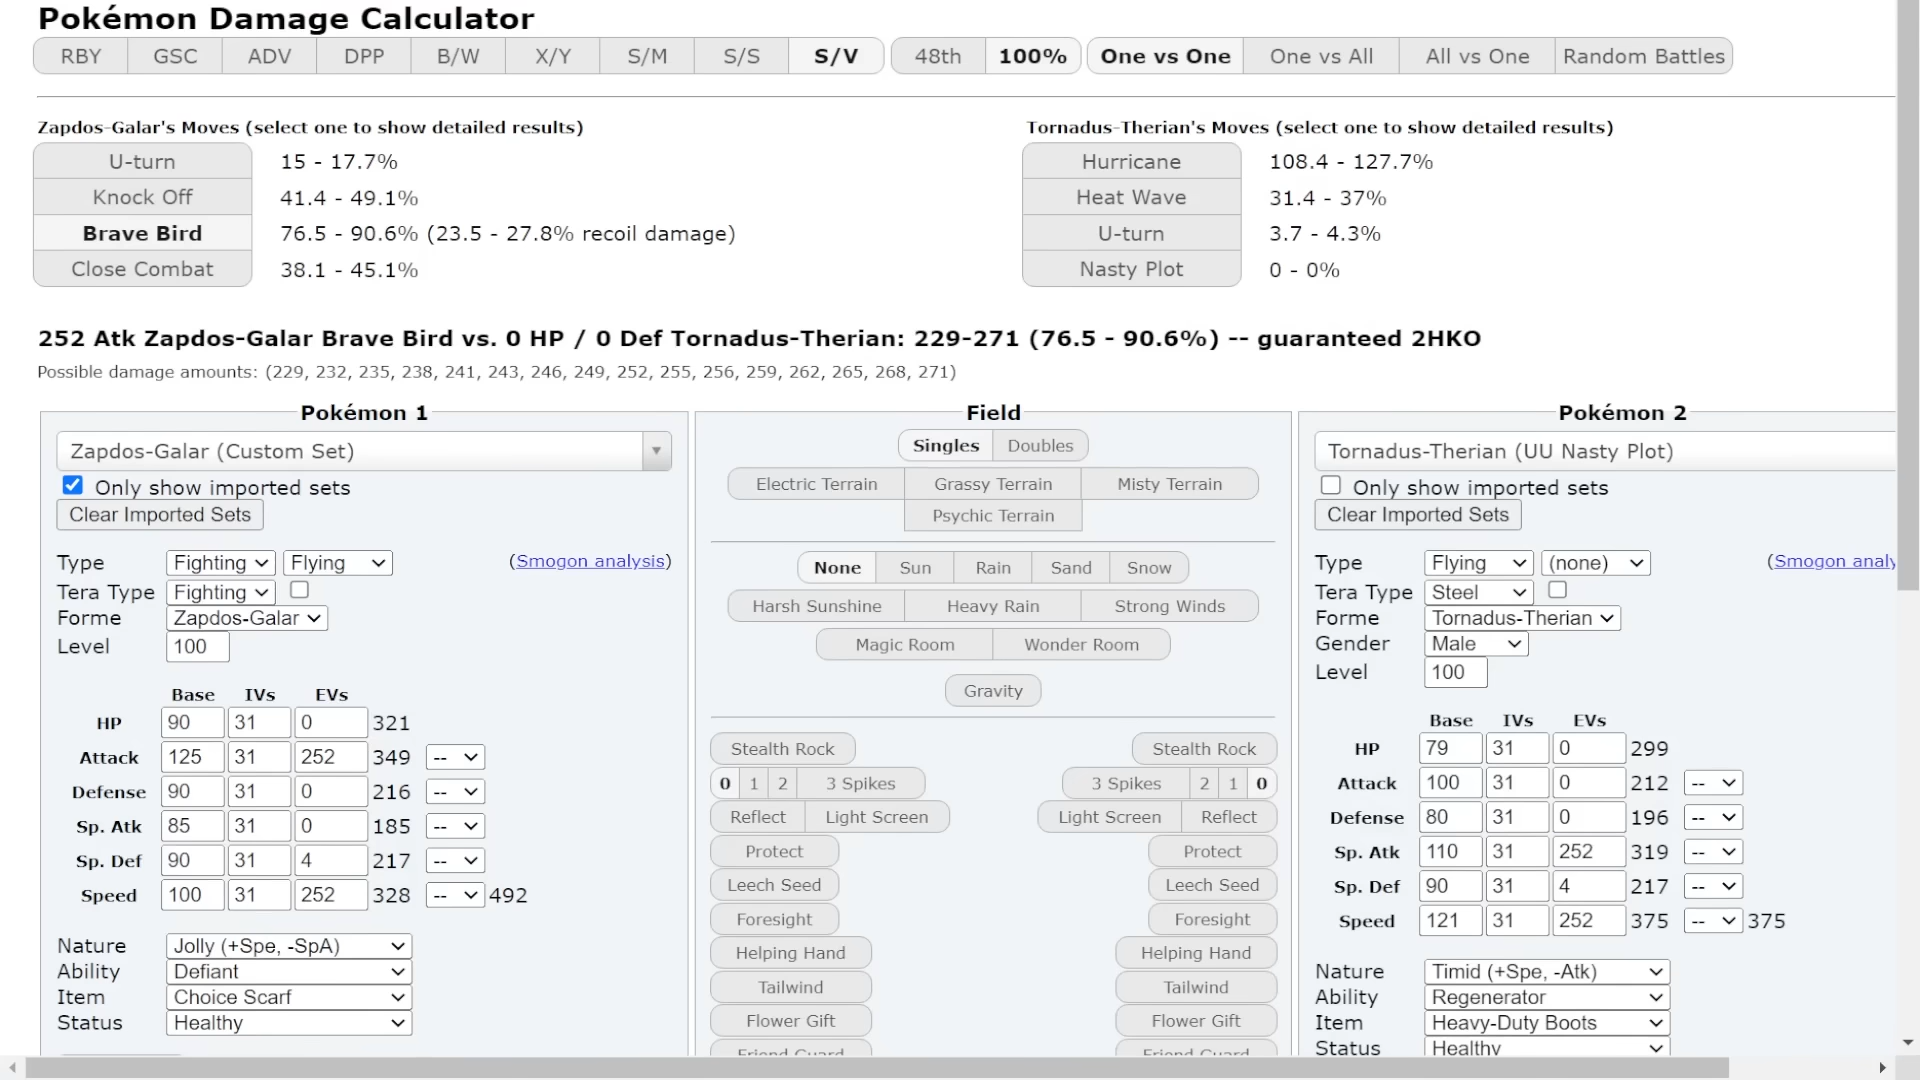 Pokémon Damage Calculator
RBY GSC ADV DPP B/W X/Y S/M S/S S/V 48th 100% One vs One One vs All All vs One Random Battles
Zapdos-Galar's Moves (select one to show detailed results)
U-turn 15 - 17.7%
Knock Off 41.4 - 49.1%
Brave Bird 76.5 - 90.6% (23.5 - 27.8% recoil damage)
Close Combat 38.1 - 45.1%
Tornadus-Therian's Moves (select one to show detailed results)
Hurricane 108.4 - 127.7%
Heat Wave 31.4 - 37%
U-turn 3.7 - 4.3%
Nasty Plot 0 - 0%
252 Atk Zapdos-Galar Brave Bird vs. 0 HP / 0 Def Tornadus-Therian: 229-271 (76.5 - 90.6%) -- guaranteed 2HKO
Possible damage amounts: (229, 232, 235, 238, 241, 243, 246, 249, 252, 255, 256, 259, 262, 265, 268, 271)
Pokémon 1
Zapdos-Galar (Custom Set)
Only show imported sets
Clear Imported Sets
Type Fighting Flying (Smogon analysis)
Tera Type Fighting
Forme Zapdos-Galar
Level 100
Base IVs EVs
HP 90 31 0 321
Attack 125 31 252 349 --
Defense 90 31 0 216 --
Sp. Atk 85 31 0 185 --
Sp. Def 90 31 4 217 --
Speed 100 31 252 328 -- 492
Nature Jolly (+Spe, -SpA)
Ability Defiant
Item Choice Scarf
Status Healthy
Field
Singles Doubles
Electric Terrain Grassy Terrain Misty Terrain
Psychic Terrain
None Sun Rain Sand Snow
Harsh Sunshine Heavy Rain Strong Winds
Magic Room Wonder Room
Gravity
Stealth Rock Stealth Rock
0 1 2 3 Spikes 3 Spikes 2 1 0
Reflect Light Screen Light Screen Reflect
Protect Protect
Leech Seed Leech Seed
Foresight Foresight
Helping Hand Helping Hand
Tailwind Tailwind
Flower Gift Flower Gift
Friend Guard Friend Guard
Pokémon 2
Tornadus-Therian (UU Nasty Plot)
Only show imported sets
Clear Imported Sets
Type Flying (none) (Smogon analy
Tera Type Steel
Forme Tornadus-Therian
Gender Male
Level 100
Base IVs EVs
HP 79 31 0 299
Attack 100 31 0 212 --
Defense 80 31 0 196 --
Sp. Atk 110 31 252 319 --
Sp. Def 90 31 4 217 --
Speed 121 31 252 375 -- 375
Nature Timid (+Spe, -Atk)
Ability Regenerator
Item Heavy-Duty Boots
Status Healthy